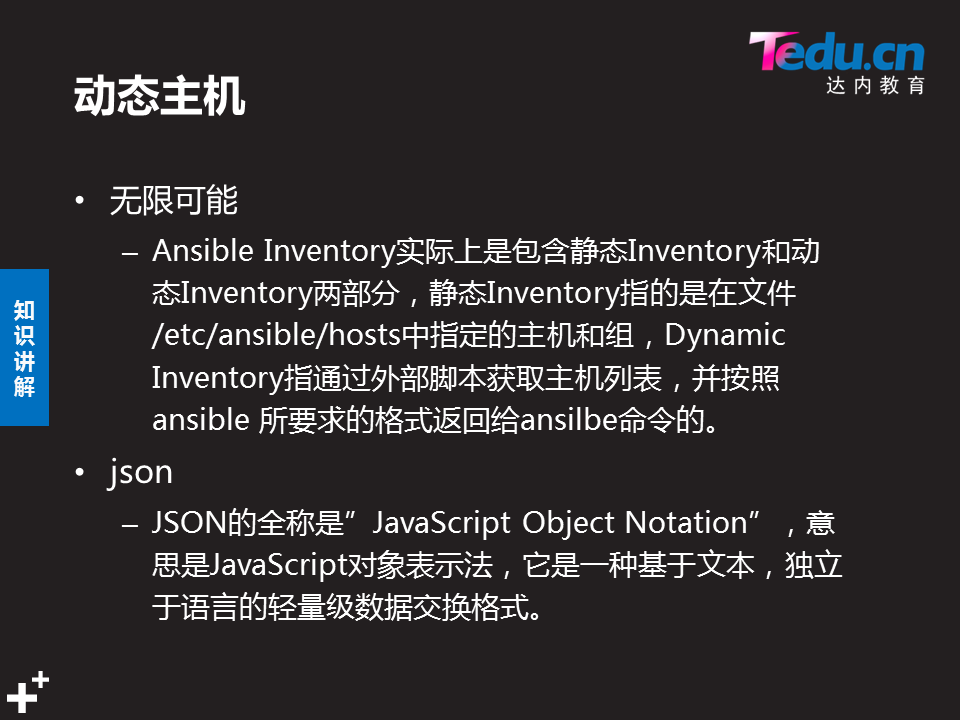 Tedu.cn
达内教育
动态主机
• 无限可能
– Ansible Inventory实际上是包含静态Inventory和动
态Inventory两部分，静态Inventory指的是在文件
/etc/ansible/hosts中指定的主机和组，Dynamic
Inventory指通过外部脚本获取主机列表，并按照
ansible 所要求的格式返回给ansilbe命令的。
知识讲解
• json
– JSON的全称是”JavaScript Object Notation”，意
思是JavaScript对象表示法，它是一种基于文本，独立
于语言的轻量级数据交换格式。